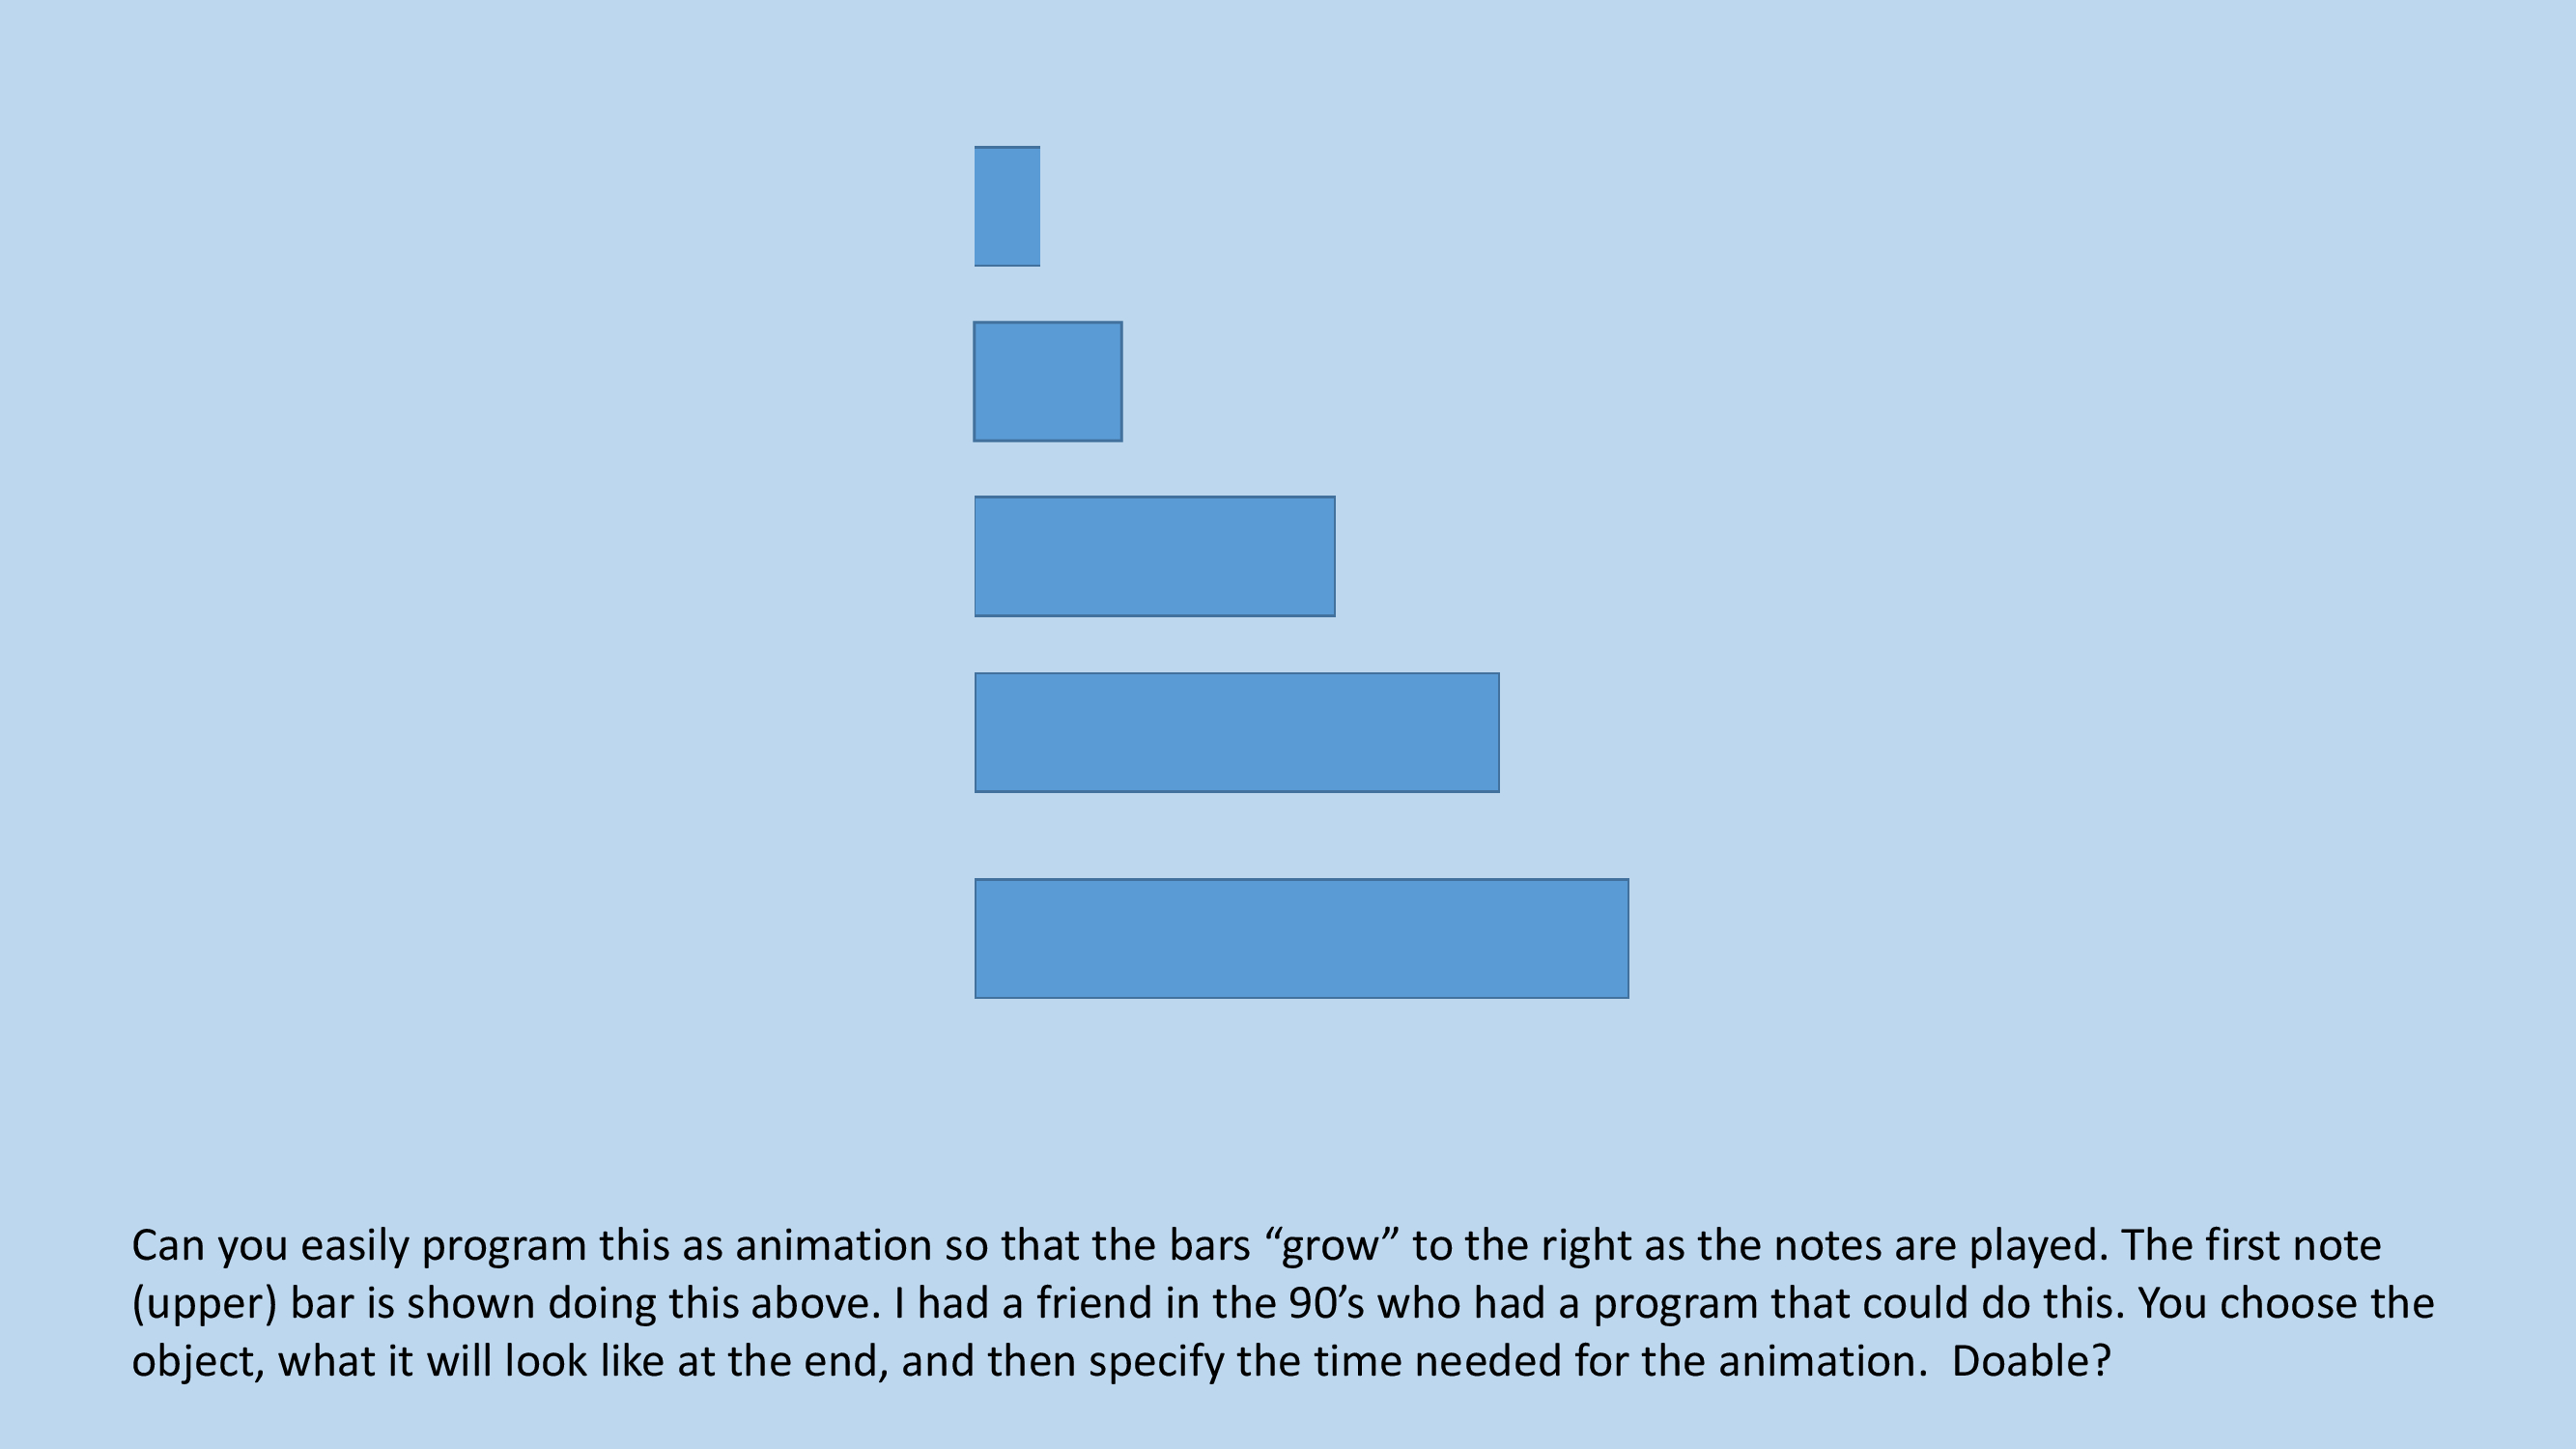 Can you easily program this as animation so that the bars “grow” to the right as the notes are played. The first note
(upper) bar is shown doing this above. I had a friend in the 90’s who had a program that could do this. You choose the
object, what it will look like at the end, and then specify the time needed for the animation.  Doable?